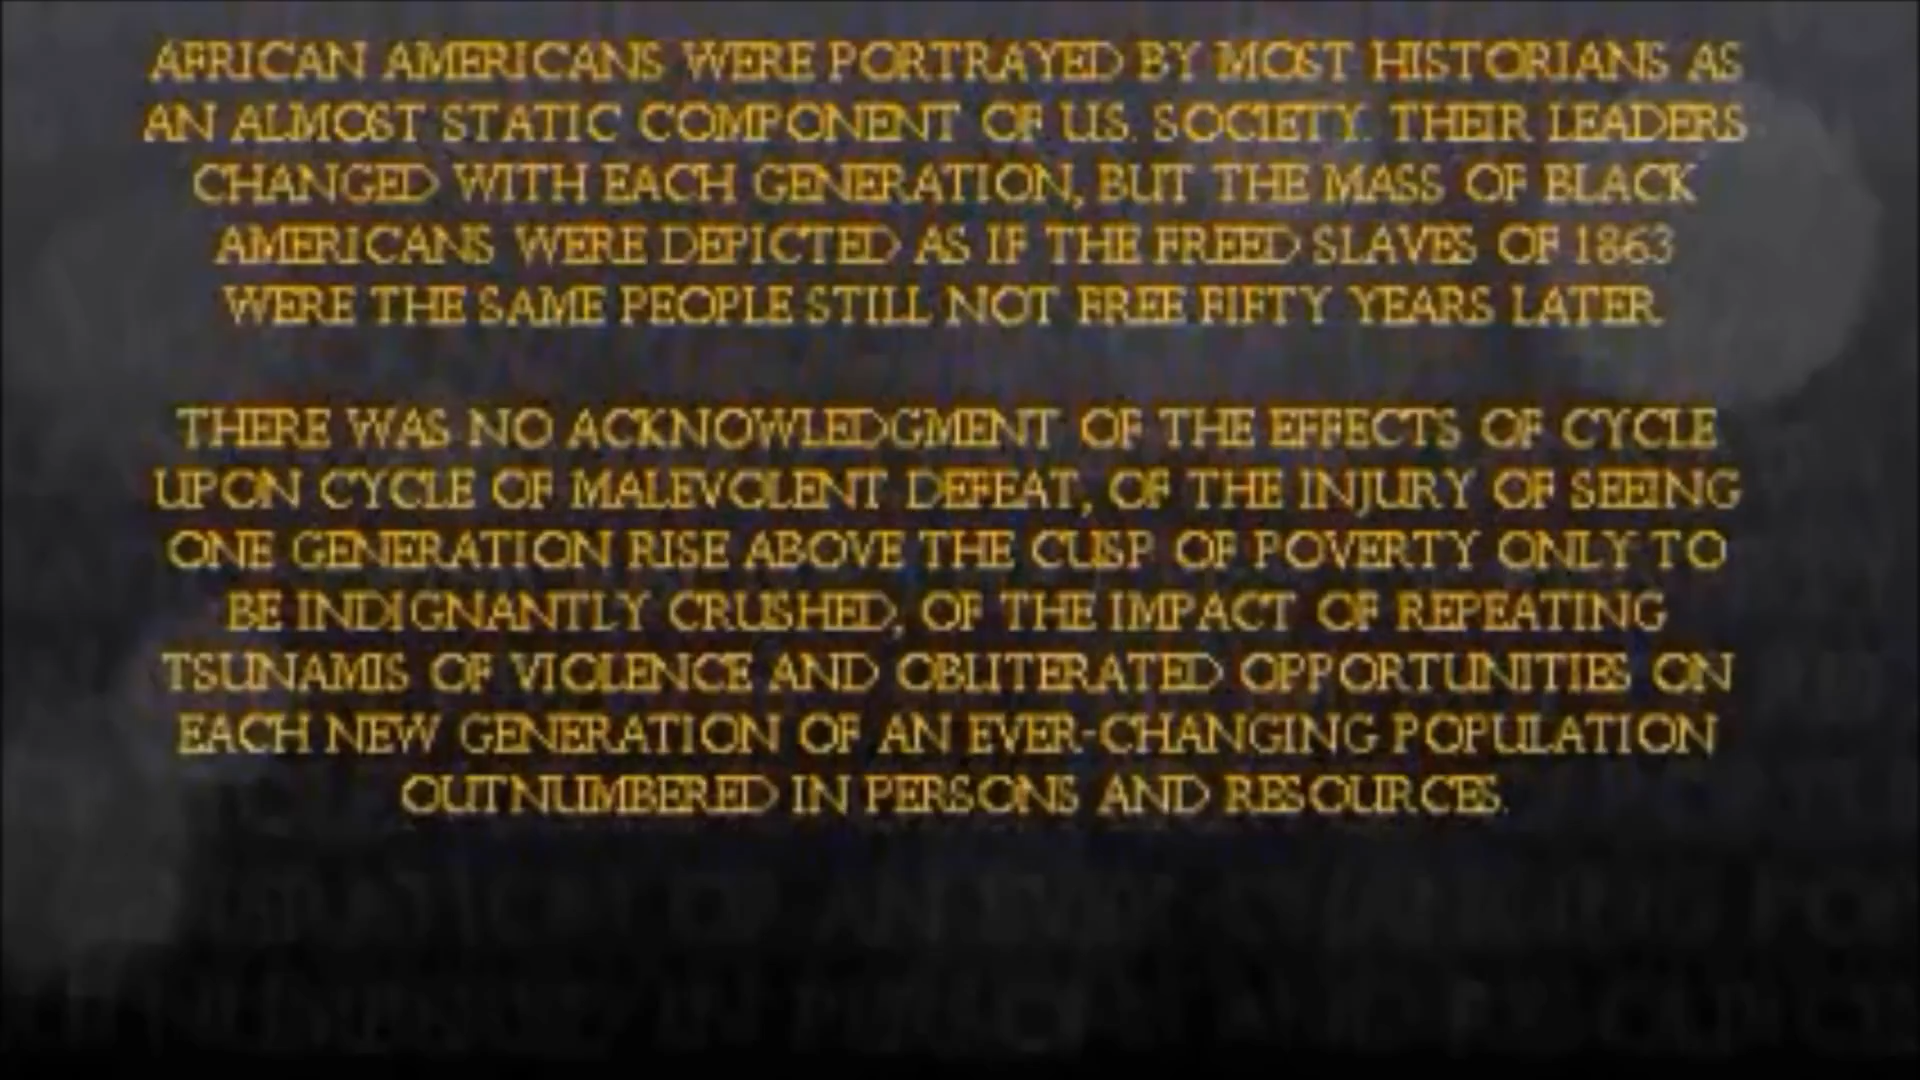 AFRICAN AMERICANS WERE PORTRAYED BY MOST HISTORIANS AS
AN ALMOST STATIC COMPONENT OF U.S. SOCIETY. THEIR LEADERS
CHANGED WITH EACH GENERATION, BUT THE MASS OF BLACK
AMERICANS WERE DEPICTED AS IF THE FREED SLAVES OF 1863
WERE THE SAME PEOPLE STILL NOT FREE FIFTY YEARS LATER.
THERE WAS NO ACKNOWLEDGMENT OF THE EFFECTS OF CYCLE
UPON CYCLE OF MALEVOLENT DEFEAT, OF THE INJURY OF SEEING
ONE GENERATION RISE ABOVE THE CUSP OF POVERTY ONLY TO
BE INDIGNANTLY CRUSHED, OF THE IMPACT OF REPEATING
TSUNAMIS OF VIOLENCE AND OBLITERATED OPPORTUNITIES ON
EACH NEW GENERATION OF AN EVER-CHANGING POPULATION
OUTNUMBERED IN PERSONS AND RESOURCES.